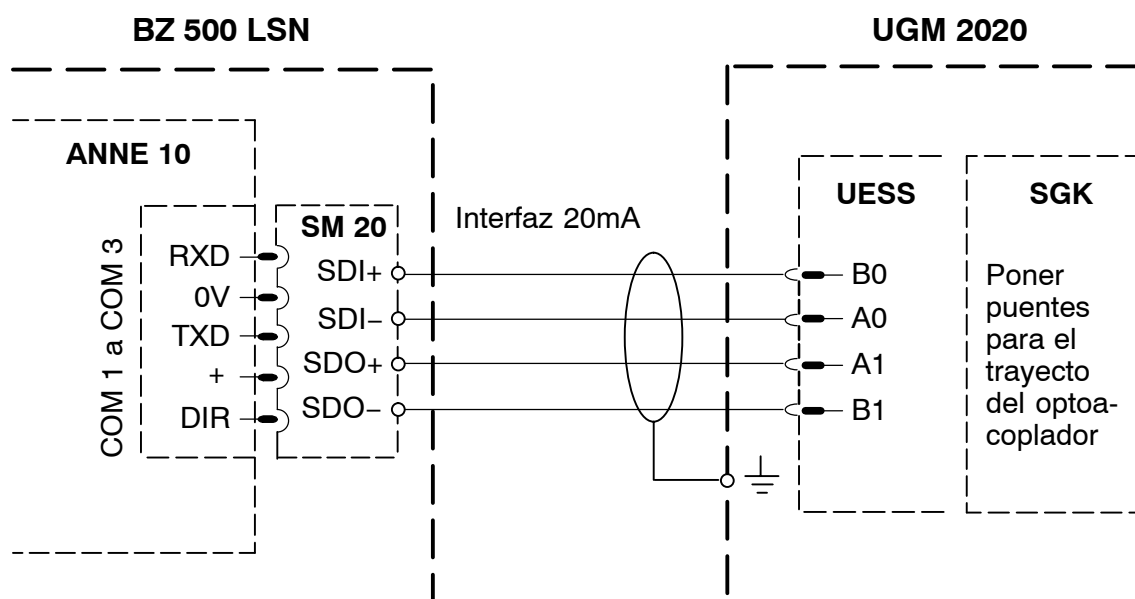 BZ 500 LSN
UGM 2020
ANNE 10
UESS
SGK
COM 1 a COM 3
SM 20
Interfaz 20mA
RXD
0V
TXD
+
DIR
SDI+
SDI−
SDO+
SDO−
B0
A0
A1
B1
Poner
puentes
para el
trayecto
del optoa-
coplador